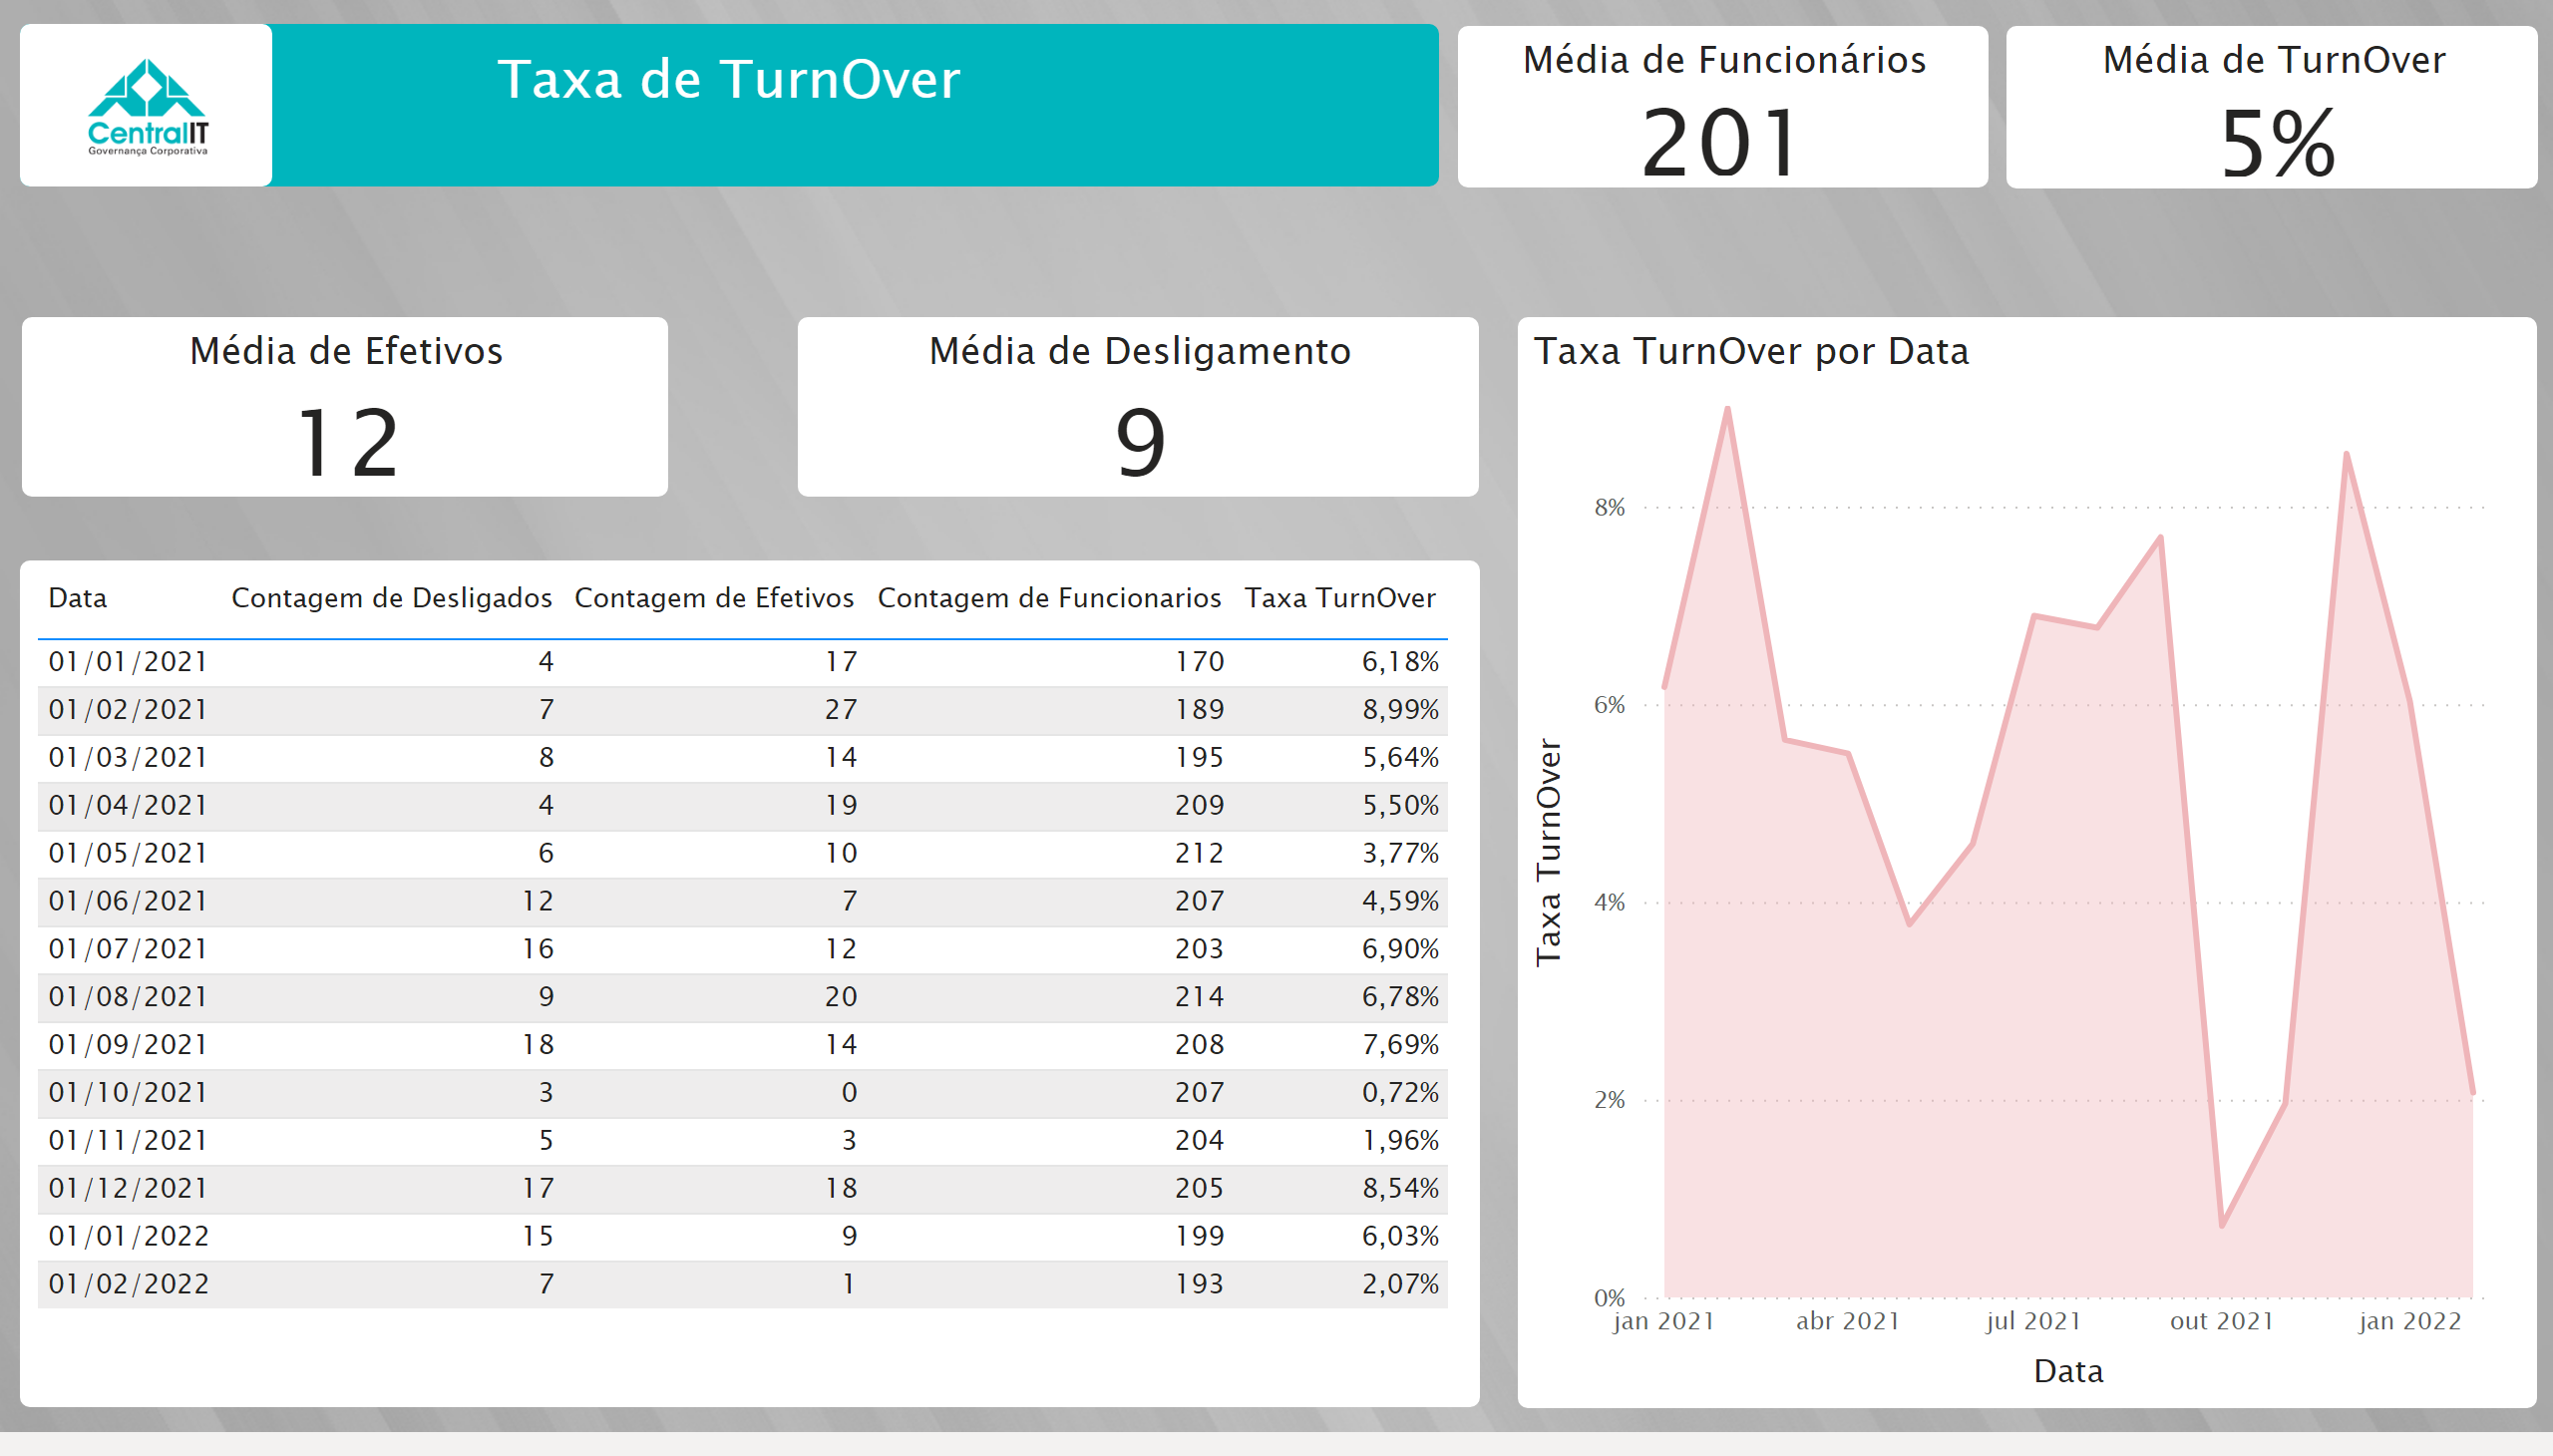 CentralIT
Governança Corporativa
Taxa de TurnOver
Média de Funcionários
201
Média de TurnOver
5%
Média de Efetivos
12
Média de Desligamento
9
Data Contagem de Desligados Contagem de Efetivos Contagem de Funcionarios Taxa TurnOver
01/01/2021 4 17 170 6,18%
01/02/2021 7 27 189 8,99%
01/03/2021 8 14 195 5,64%
01/04/2021 4 19 209 5,50%
01/05/2021 6 10 212 3,77%
01/06/2021 12 7 207 4,59%
01/07/2021 16 12 203 6,90%
01/08/2021 9 20 214 6,78%
01/09/2021 18 14 208 7,69%
01/10/2021 3 0 207 0,72%
01/11/2021 5 3 204 1,96%
01/12/2021 17 18 205 8,54%
01/01/2022 15 9 199 6,03%
01/02/2022 7 1 193 2,07%
Taxa TurnOver por Data
Taxa TurnOver
8%
6%
4%
2%
0%
jan 2021 abr 2021 jul 2021 out 2021 jan 2022
Data